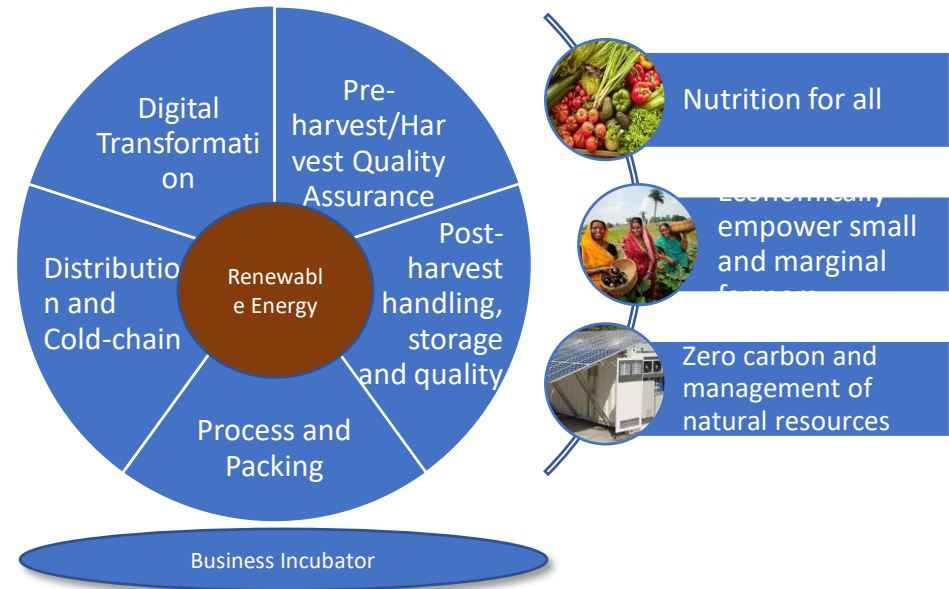 Digital
Transformati
on
Pre-
harvest/Har
vest Quality
Assurance
Post-
harvest
handling,
storage
and quality
Process and
Packing
Distributio
n and
Cold-chain
Renewabl
e Energy
Business Incubator
Nutrition for all
Economically
empower small
and marginal
farmers
Zero carbon and
management of
natural resources